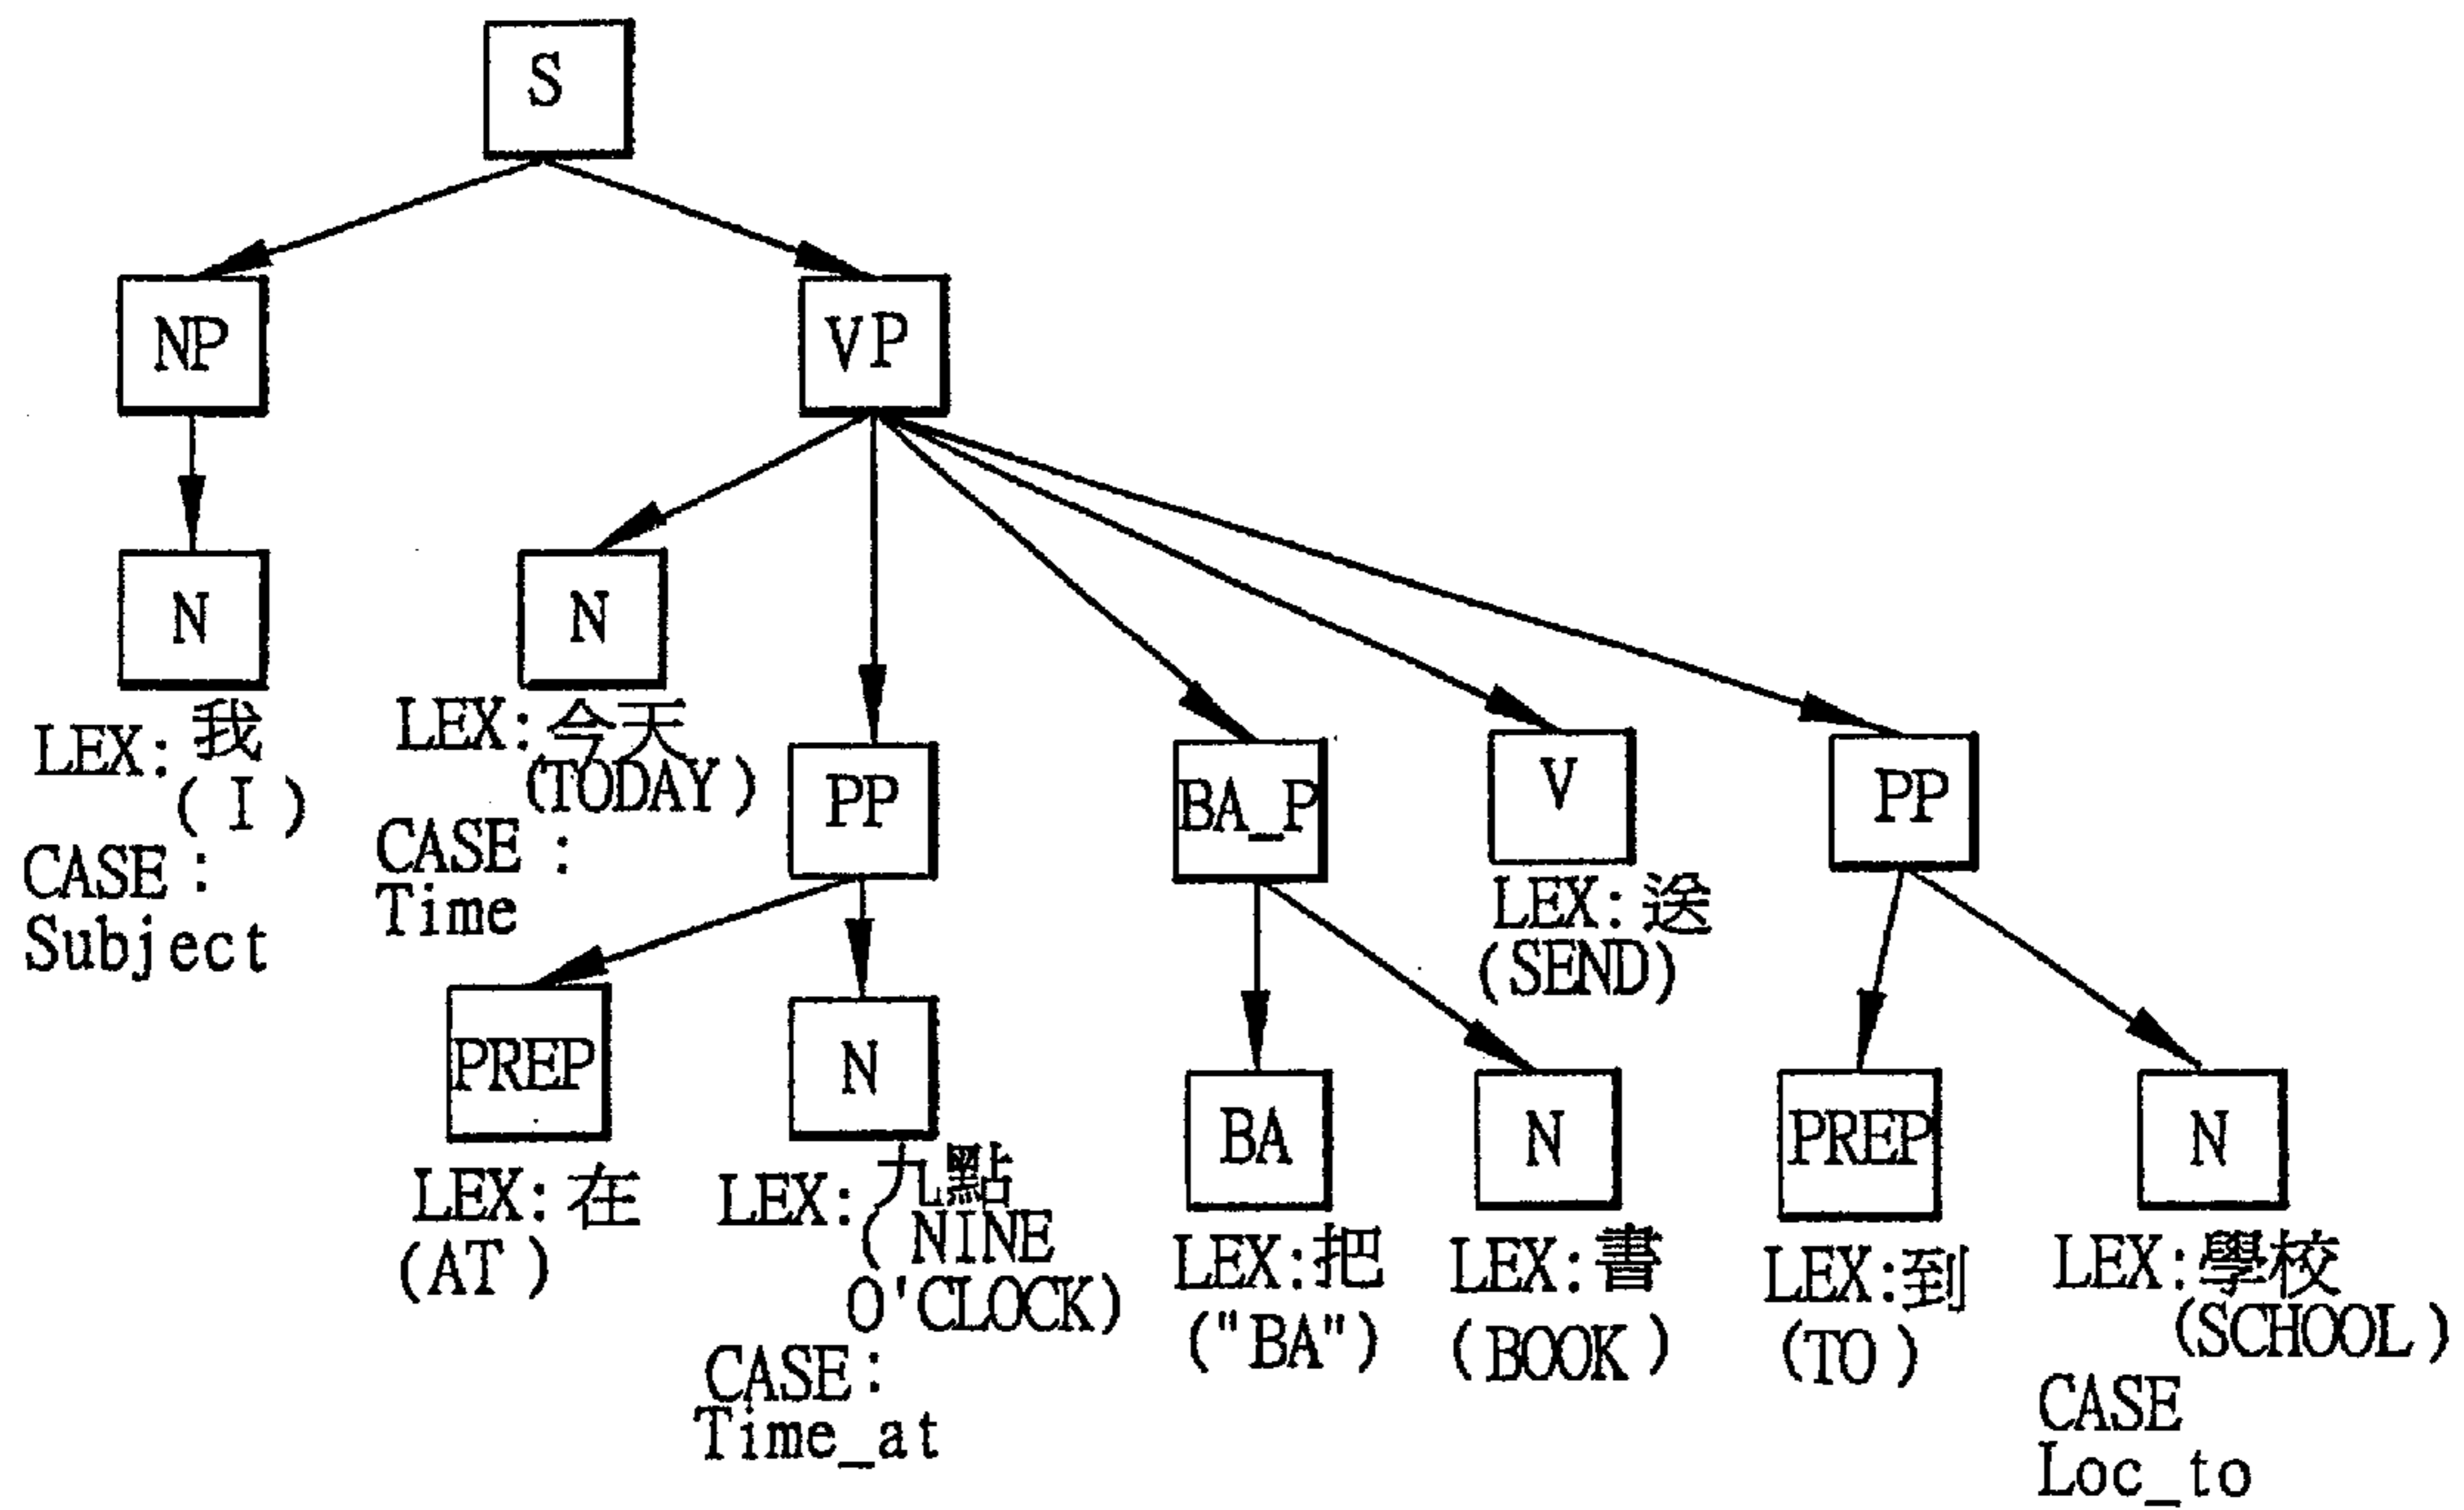 S
NP
VP
N
LEX: 我
( I )
CASE :
Subject
N
LEX: 今天
(TODAY)
CASE :
Time
PP
BA_P
V
LEX: 送
(SEND)
PP
PREP
LEX: 在
(AT )
N
LEX: 九點
( NINE
O'CLOCK)
CASE :
Time_at
BA
LEX:把
("BA")
N
LEX:書
(BOOK )
PREP
LEX:到
(TO )
N
LEX:學校
(SCHOOL)
CASE
Loc_to